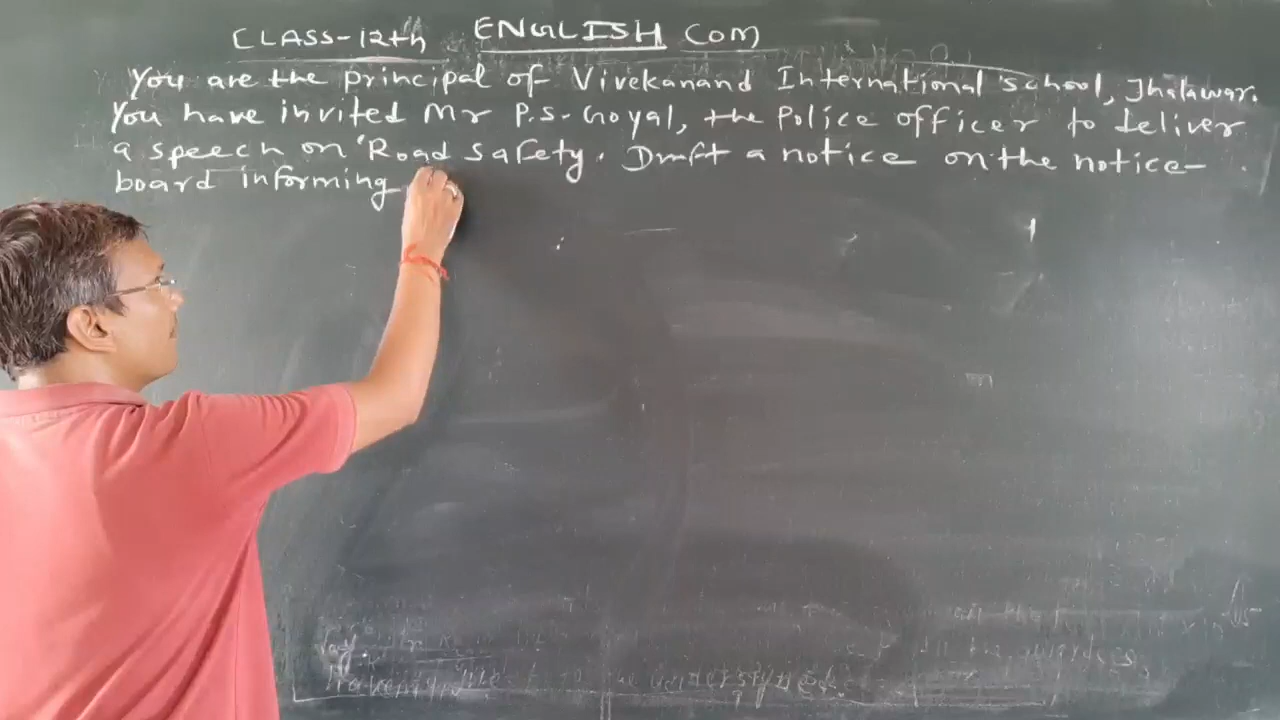 CLASS-12th ENGLISH COM
You are the principal of Vivekanand International school, Jhalawar.
You have invited Mr P.S. Goyal, the Police officer to deliver
a speech on 'Road safety. Draft a notice on the notice-
board informing